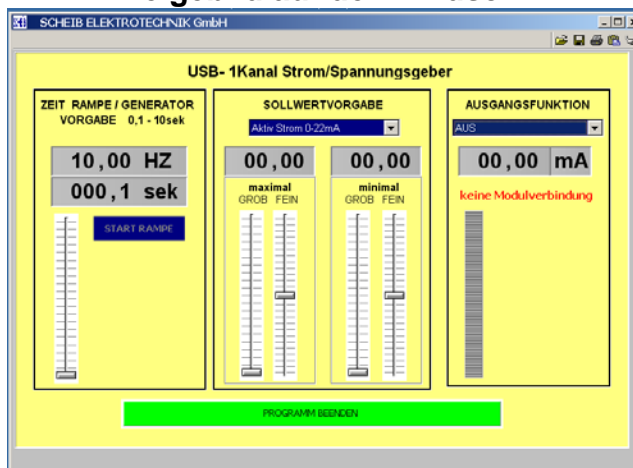 SCHEIB ELEKTROTECHNIK GmbH
USB- 1Kanal Strom/Spannungsgeber
ZEIT RAMPE / GENERATOR
VORGABE 0,1 - 10sek
10,00 HZ
000,1 sek
START RAMPE
SOLLWERTVORGABE
Aktiv Strom 0-22mA
00,00 00,00
maximal minimal
GROB FEIN GROB FEIN
AUSGANGSFUNKTION
AUS
00,00 mA
keine Modulverbindung
PROGRAMM BEENDEN